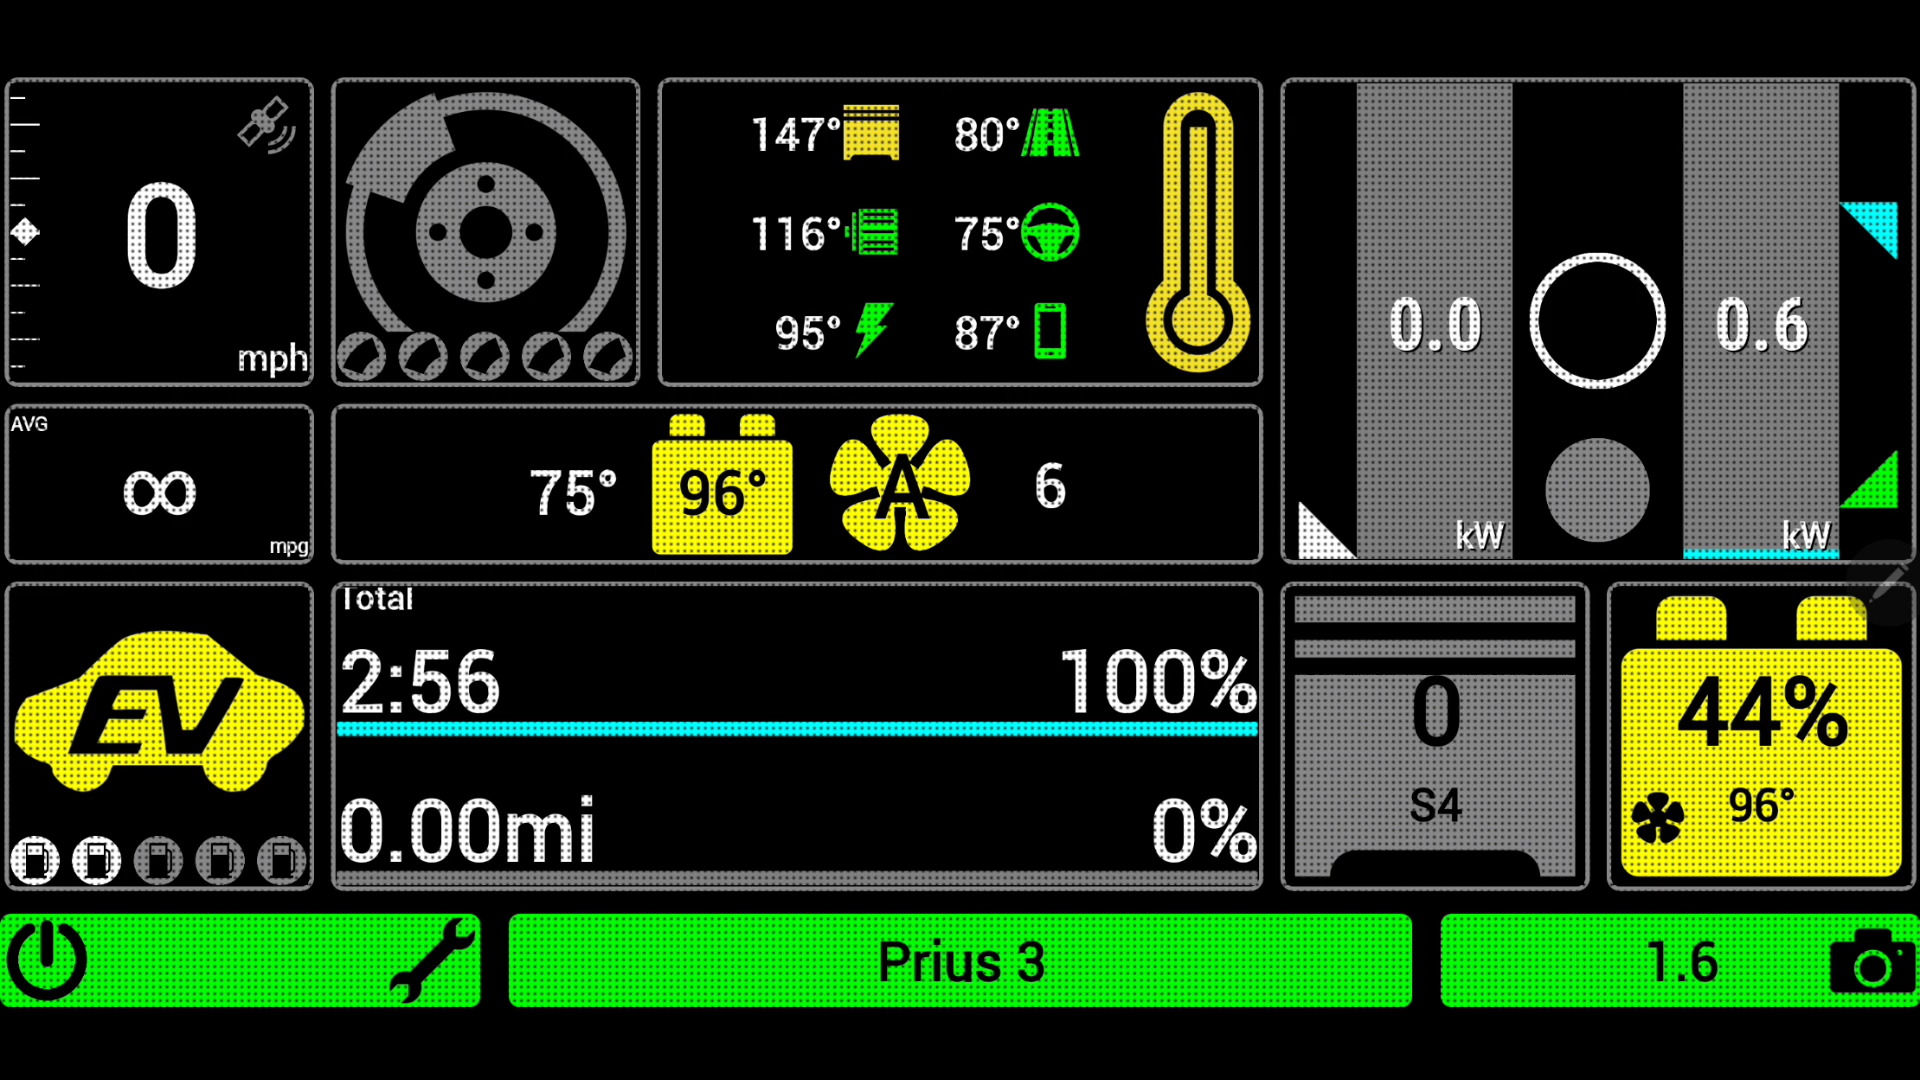 0
mph
147° 80°
116° 75°
95° 87°
0.0 0.6
kW kW
AVG
∞
mpg
75° 96° A 6
EV
Total
2:56 100%
0.00mi 0%
0
S4
44%
96°
Prius 3
1.6